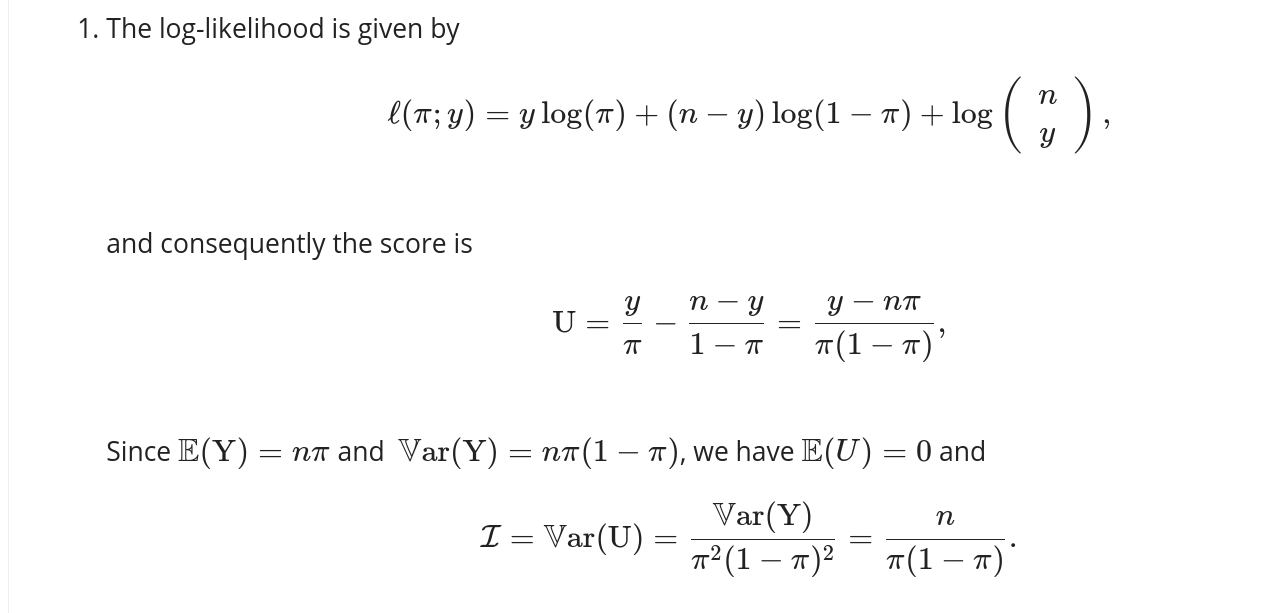 1. The log-likelihood is given by
ℓ(π; y) = y log(π) + (n − y) log(1 − π) + log ( n y ) ,
and consequently the score is
U = y/π − (n − y)/(1 − π) = (y − nπ)/(π(1 − π)) ,
Since 𝔼(Y) = nπ and 𝕍ar(Y) = nπ(1 − π), we have 𝔼(U) = 0 and
ℐ = 𝕍ar(U) = 𝕍ar(Y)/(π²(1 − π)²) = n/(π(1 − π)) .